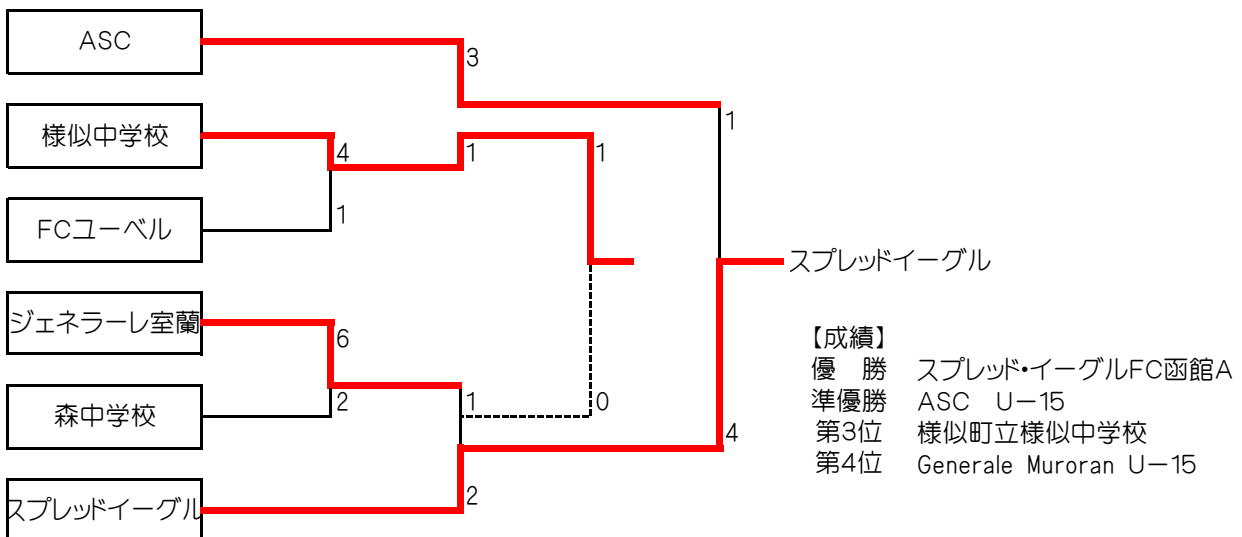 ASC
3
1
様似中学校
4
1
1
FCユーベル
1
スプレッドイーグル
ジェネラーレ室蘭
6
【成績】
優　勝　スプレッド・イーグルFC函館A
森中学校
2
1
0
準優勝　ASC　U－15
4
第3位　様似町立様似中学校
第4位　Generale Muroran U－15
スプレッドイーグル
2